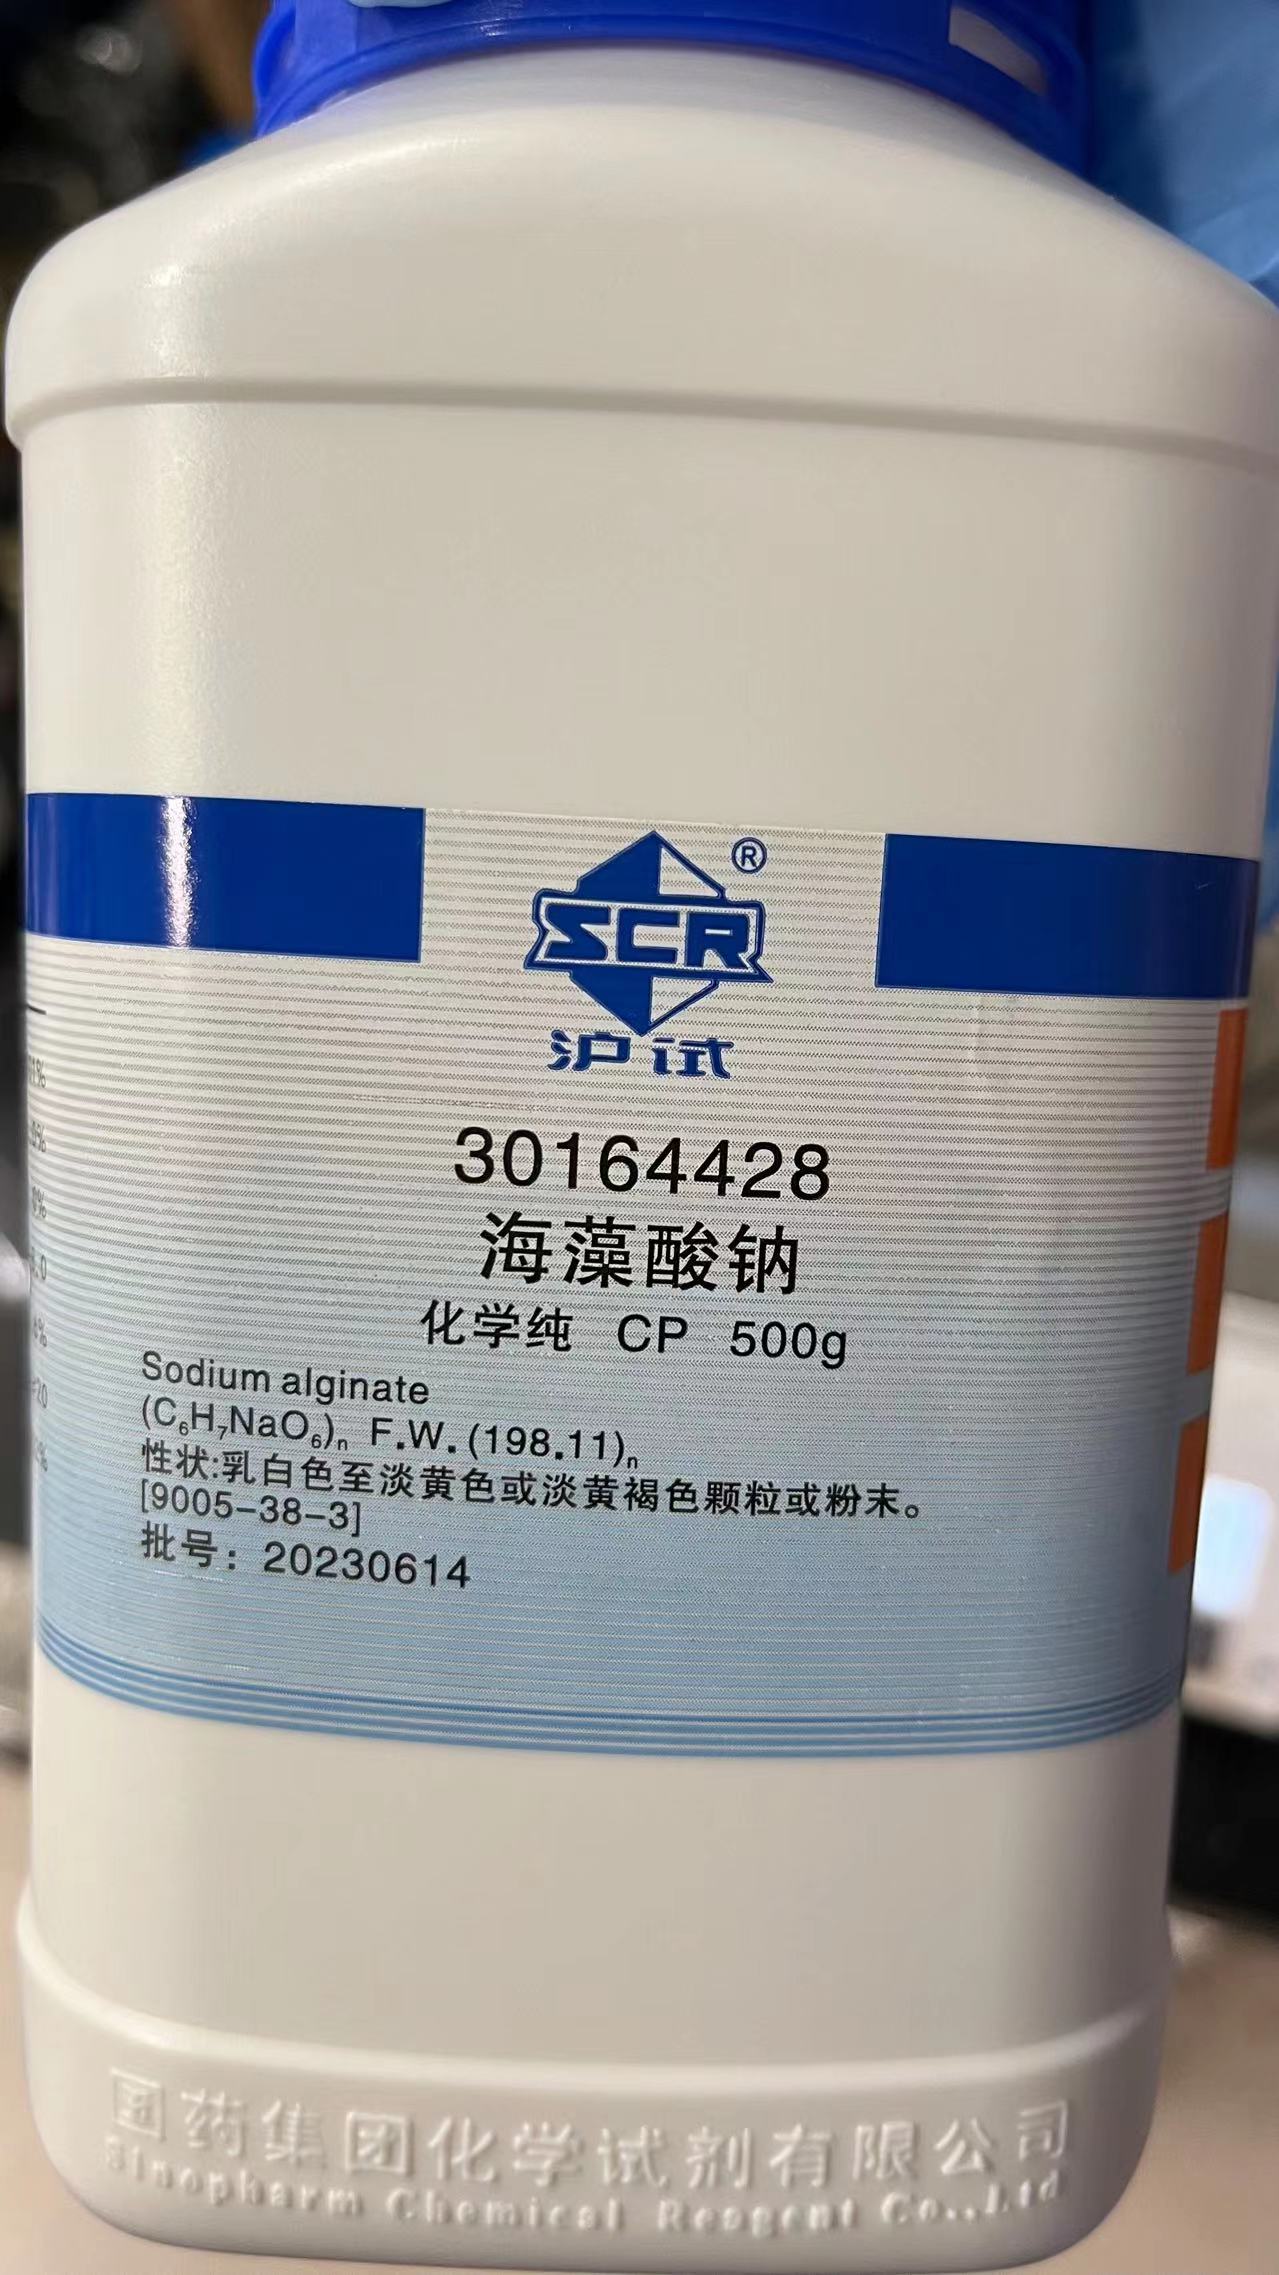 ®
SCR
沪试
30164428
海藻酸钠
化学纯 CP 500g
Sodium alginate
(C₆H₇NaO₆)ₙ F.W. (198.11)ₙ
性状:乳白色至淡黄色或淡黄褐色颗粒或粉末。
[9005-38-3]
批号：20230614
国药集团化学试剂有限公司
Sinopharm Chemical Reagent Co.,Ltd